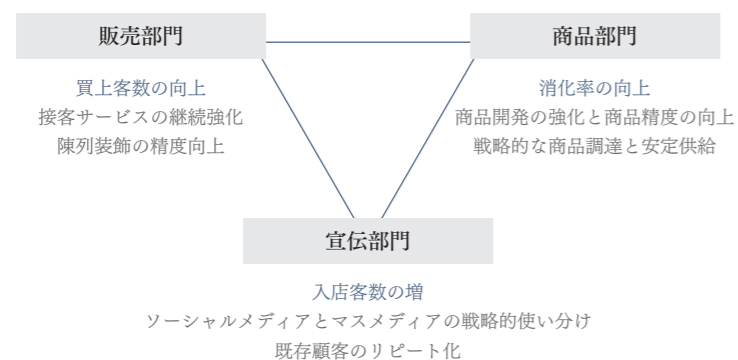 販売部門
買上客数の向上
接客サービスの継続強化
陳列装飾の精度向上
商品部門
消化率の向上
商品開発の強化と商品精度の向上
戦略的な商品調達と安定供給
宣伝部門
入店客数の増
ソーシャルメディアとマスメディアの戦略的使い分け
既存顧客のリピート化